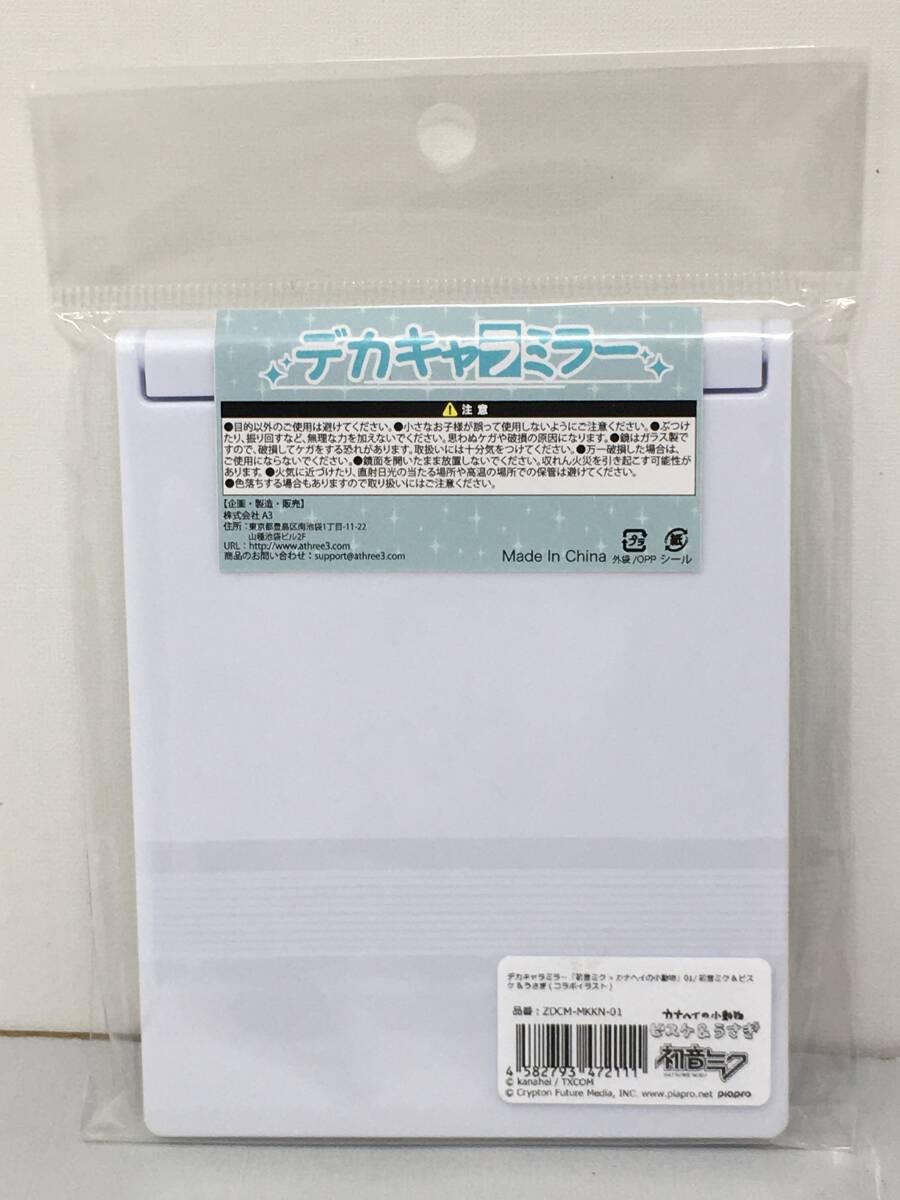 デカキャラミラー
注意
●目的以外のご使用は避けてください。●小さなお子様が誤って使用しないようにご注意ください。●ぶつけ
たり、振り回すなど、無理な力を加えないでください。思わぬケガや破損の原因になります。●鏡はガラス製で
すので、破損してケガをする恐れがあります。取扱いには十分気をつけてください。●万一破損した場合は、
ご使用にならないでください。●鏡面を開いたまま放置しないでください。収れん火災を引き起こす可能性が
あります。●火気に近づけたり、直射日光の当たる場所や高温の場所での保管は避けてください。
●色落ちする場合もありますので取り扱いにはご注意ください。
【企画・製造・販売】
株式会社 A3
住所：東京都豊島区南池袋1丁目-11-22
山種池袋ビル2F
URL：http://www.athree3.com
商品のお問い合わせ：support@athree3.com
Made In China
プラ
外袋/OPP
紙
シール
デカキャラミラー「初音ミク×カナヘイの小動物」01/初音ミク&ピス
ケ&うさぎ(コラボイラスト)
品番：ZDCM-MKKN-01
カナヘイの小動物
ピスケ&うさぎ
初音ミク
HATSUNE MIKU
4 582793 472111
© kanahei / TXCOM
© Crypton Future Media, INC. www.piapro.net piapro